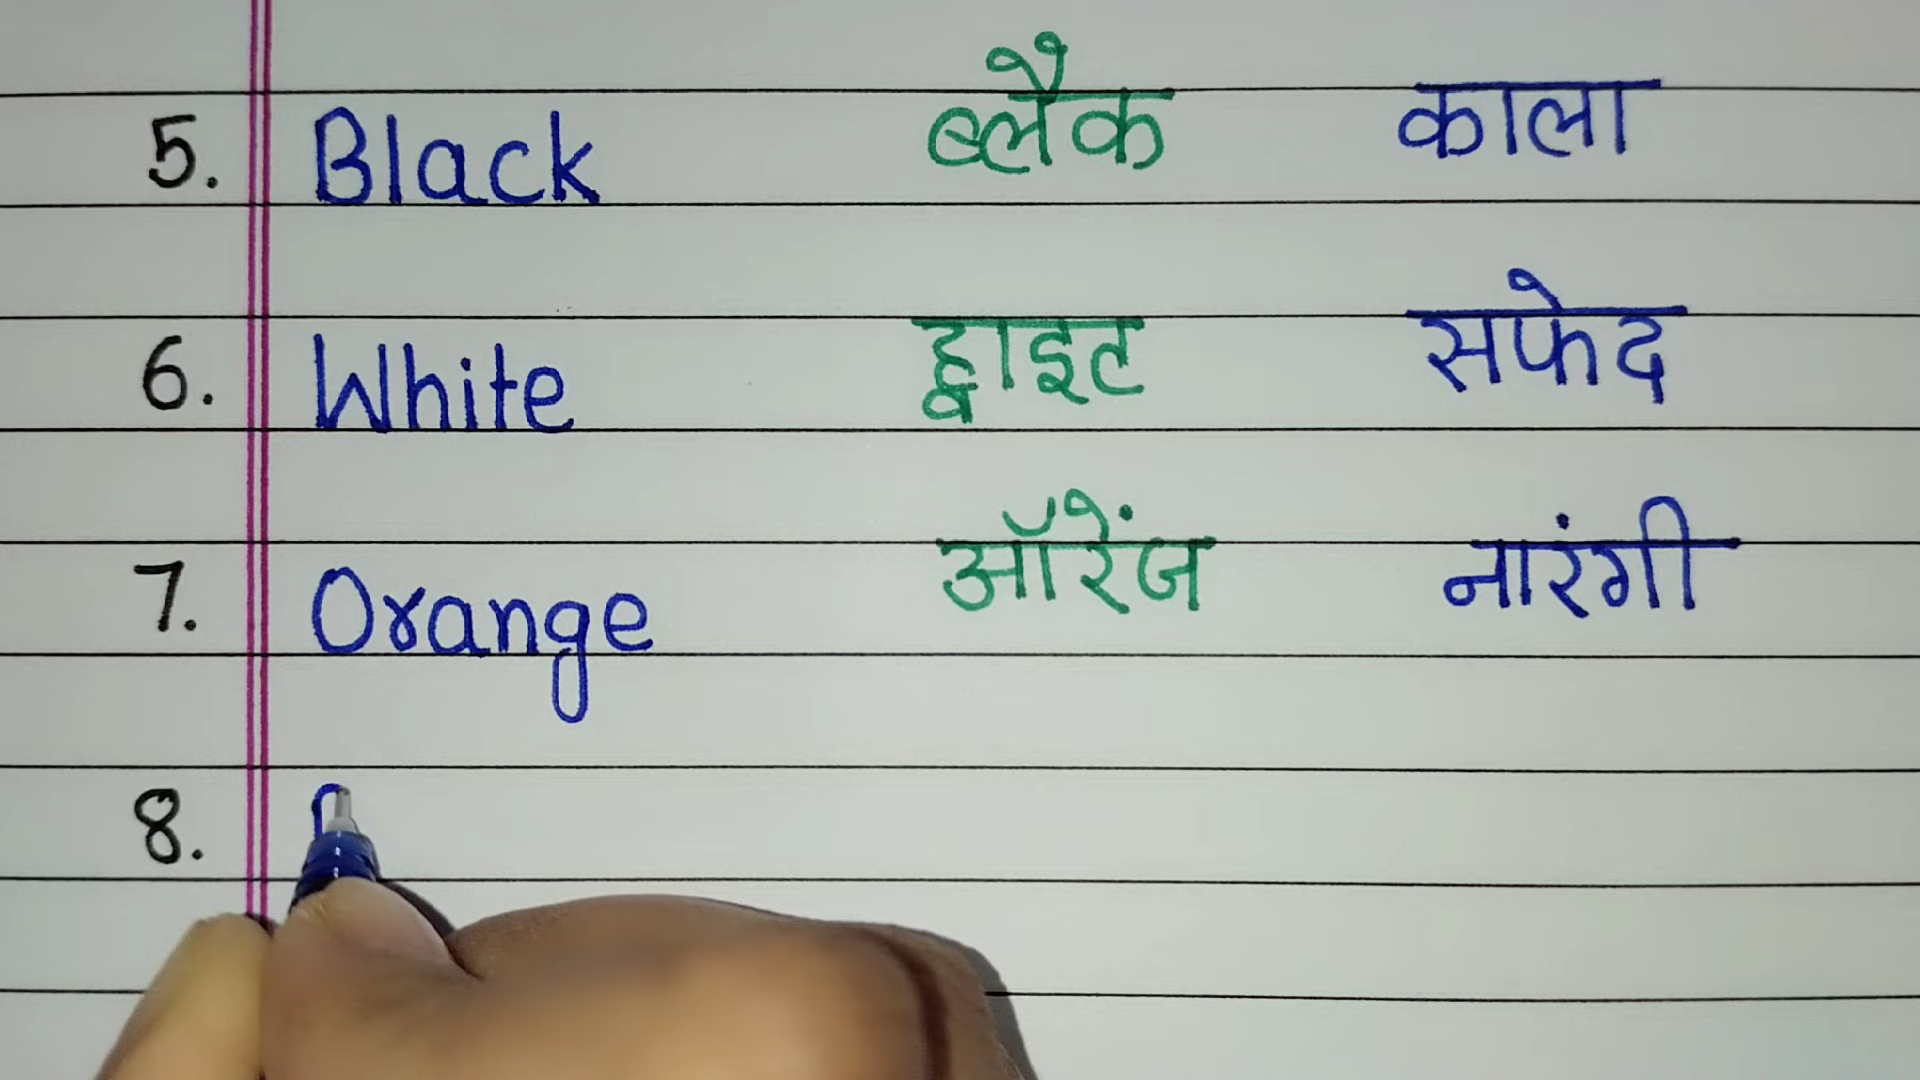 5. Black ब्लैक काला
6. White ह्वाइट सफेद
7. Orange ऑरेंज नारंगी
8.